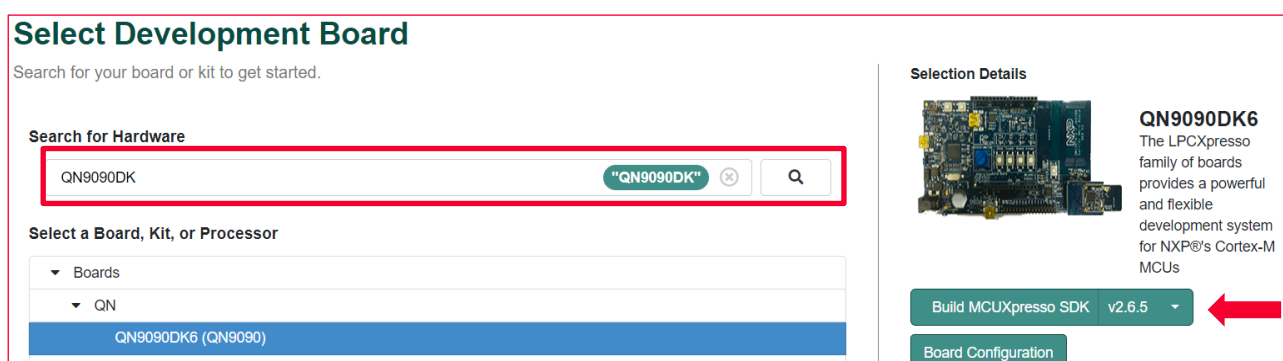 Select Development Board
Search for your board or kit to get started.
Search for Hardware
QN9090DK
"QN9090DK"
Select a Board, Kit, or Processor
Boards
QN
QN9090DK6 (QN9090)
Selection Details
NXP
QN9090DK6
The LPCXpresso
family of boards
provides a powerful
and flexible
development system
for NXP®'s Cortex-M
MCUs
Build MCUXpresso SDK v2.6.5
Board Configuration